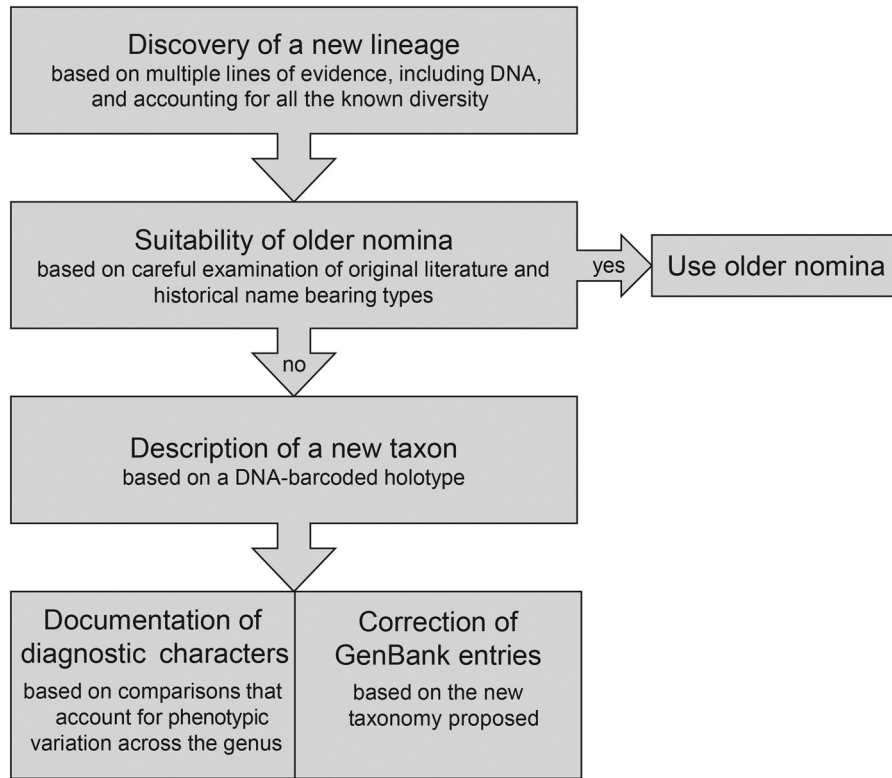 Discovery of a new lineage
based on multiple lines of evidence, including DNA,
and accounting for all the known diversity
Suitability of older nomina
based on careful examination of original literature and
historical name bearing types
yes
Use older nomina
no
Description of a new taxon
based on a DNA-barcoded holotype
Documentation of
diagnostic characters
based on comparisons that
account for phenotypic
variation across the genus
Correction of
GenBank entries
based on the new
taxonomy proposed